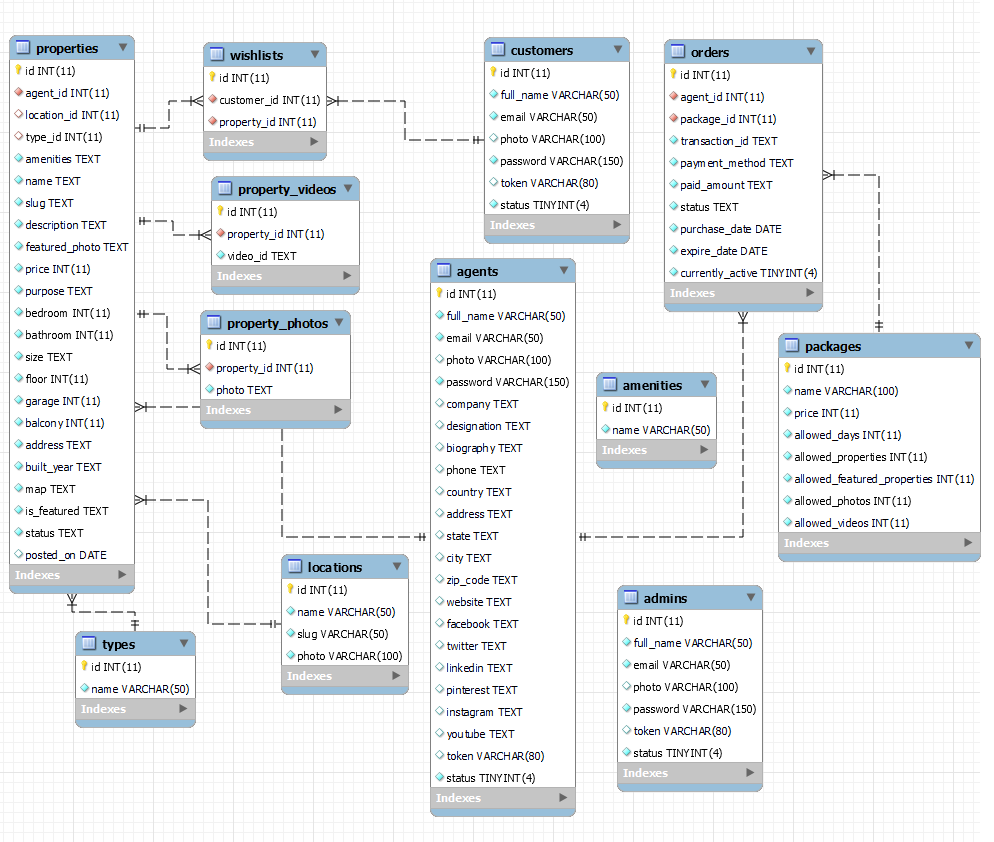 properties
id INT(11)
agent_id INT(11)
location_id INT(11)
type_id INT(11)
amenities TEXT
name TEXT
slug TEXT
description TEXT
featured_photo TEXT
price INT(11)
purpose TEXT
bedroom INT(11)
bathroom INT(11)
size TEXT
floor INT(11)
garage INT(11)
balcony INT(11)
address TEXT
built_year TEXT
map TEXT
is_featured TEXT
status TEXT
posted_on DATE
Indexes
wishlists
id INT(11)
customer_id INT(11)
property_id INT(11)
Indexes
property_videos
id INT(11)
property_id INT(11)
video_id TEXT
Indexes
property_photos
id INT(11)
property_id INT(11)
photo TEXT
Indexes
types
id INT(11)
name VARCHAR(50)
Indexes
locations
id INT(11)
name VARCHAR(50)
slug VARCHAR(50)
photo VARCHAR(100)
Indexes
customers
id INT(11)
full_name VARCHAR(50)
email VARCHAR(50)
photo VARCHAR(100)
password VARCHAR(150)
token VARCHAR(80)
status TINYINT(4)
Indexes
agents
id INT(11)
full_name VARCHAR(50)
email VARCHAR(50)
photo VARCHAR(100)
password VARCHAR(150)
company TEXT
designation TEXT
biography TEXT
phone TEXT
country TEXT
address TEXT
state TEXT
city TEXT
zip_code TEXT
website TEXT
facebook TEXT
twitter TEXT
linkedin TEXT
pinterest TEXT
instagram TEXT
youtube TEXT
token VARCHAR(80)
status TINYINT(4)
Indexes
orders
id INT(11)
agent_id INT(11)
package_id INT(11)
transaction_id TEXT
payment_method TEXT
paid_amount TEXT
status TEXT
purchase_date DATE
expire_date DATE
currently_active TINYINT(4)
Indexes
amenities
id INT(11)
name VARCHAR(50)
Indexes
packages
id INT(11)
name VARCHAR(100)
price INT(11)
allowed_days INT(11)
allowed_properties INT(11)
allowed_featured_properties INT(11)
allowed_photos INT(11)
allowed_videos INT(11)
Indexes
admins
id INT(11)
full_name VARCHAR(50)
email VARCHAR(50)
photo VARCHAR(100)
password VARCHAR(150)
token VARCHAR(80)
status TINYINT(4)
Indexes